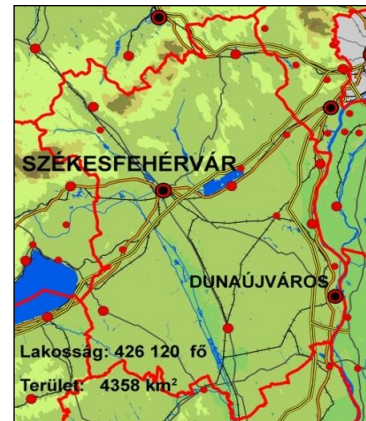 SZÉKESFEHÉRVÁR
DUNAÚJVÁROS
Lakosság: 426 120 fő
Terület: 4358 km²